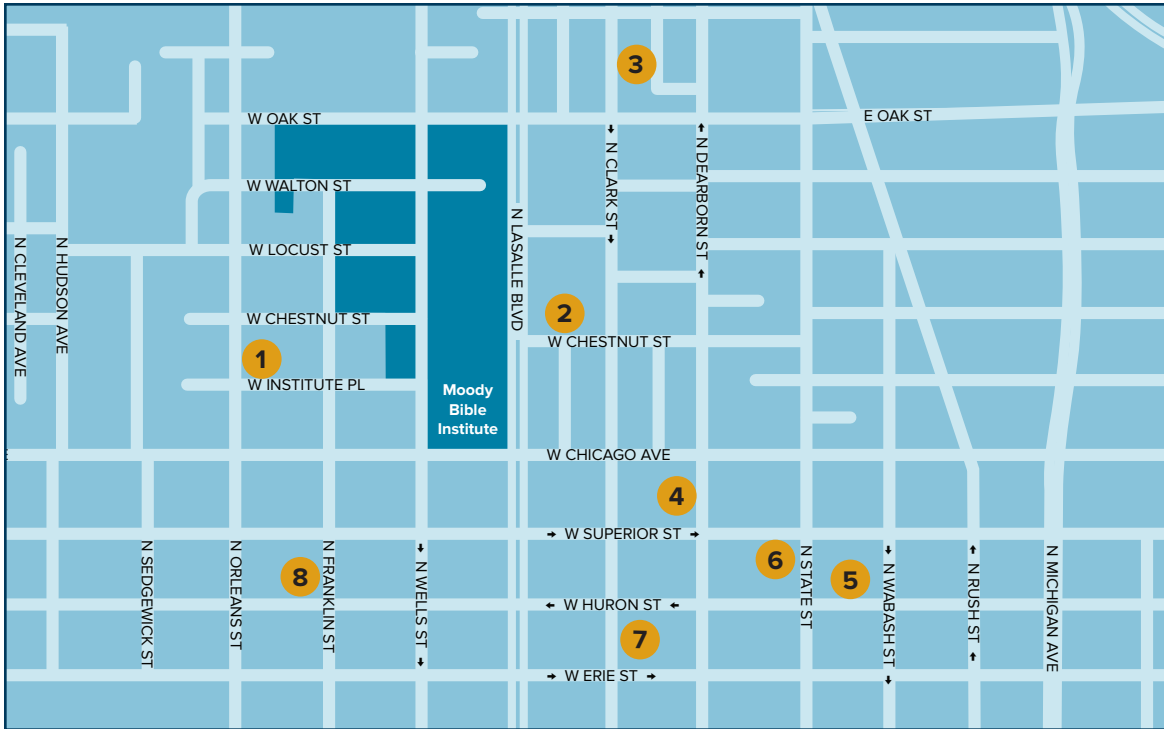 3
W OAK ST
E OAK ST
N CLARK ST
N DEARBORN ST
W WALTON ST
N LASALLE BLVD
N CLEVELAND AVE
N HUDSON AVE
W LOCUST ST
2
W CHESTNUT ST
W CHESTNUT ST
1
W INSTITUTE PL
Moody
Bible
Institute
W CHICAGO AVE
4
W SUPERIOR ST
N SEDGEWICK ST
N ORLEANS ST
8
N FRANKLIN ST
N WELLS ST
6
N STATE ST
5
N WABASH ST
N RUSH ST
N MICHIGAN AVE
W HURON ST
7
W ERIE ST